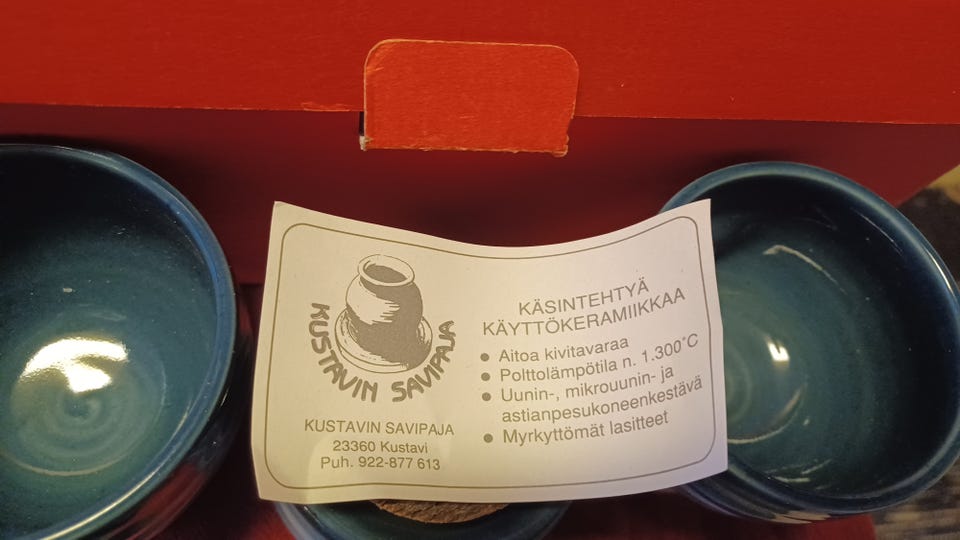 KUSTAVIN SAVIPAJA
KUSTAVIN SAVIPAJA
23360 Kustavi
Puh. 922-877 613
KÄSINTEHTYÄ
KÄYTTÖKERAMIIKKAA
● Aitoa kivitavaraa
● Polttolämpötila n. 1.300°C
● Uunin-, mikrouunin- ja
astianpesukoneenkestävä
● Myrkyttömät lasitteet